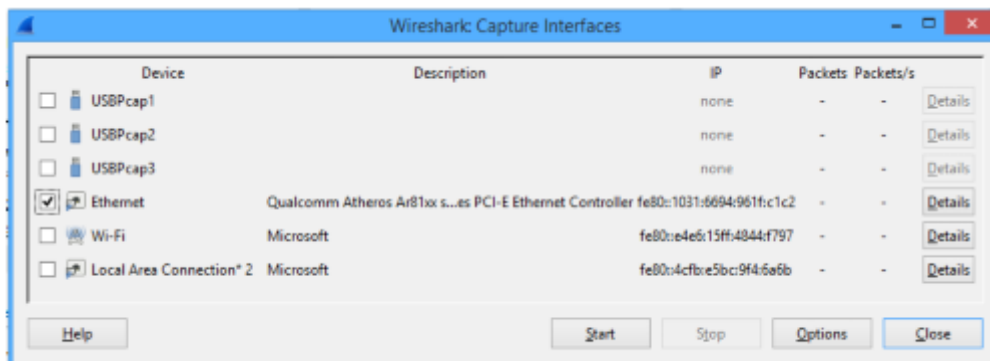 Wireshark: Capture Interfaces
Device Description IP Packets Packets/s
USBPcap1 none - - Details
USBPcap2 none - - Details
USBPcap3 none - - Details
Ethernet Qualcomm Atheros Ar81xx s...es PCI-E Ethernet Controller fe80::1031:6694:961f:c1c2 - - Details
Wi-Fi Microsoft fe80::e4e6:15ff:4844:f797 - - Details
Local Area Connection* 2 Microsoft fe80::4cfb:e5bc:9f4:6a6b - - Details
Help Start Stop Options Close